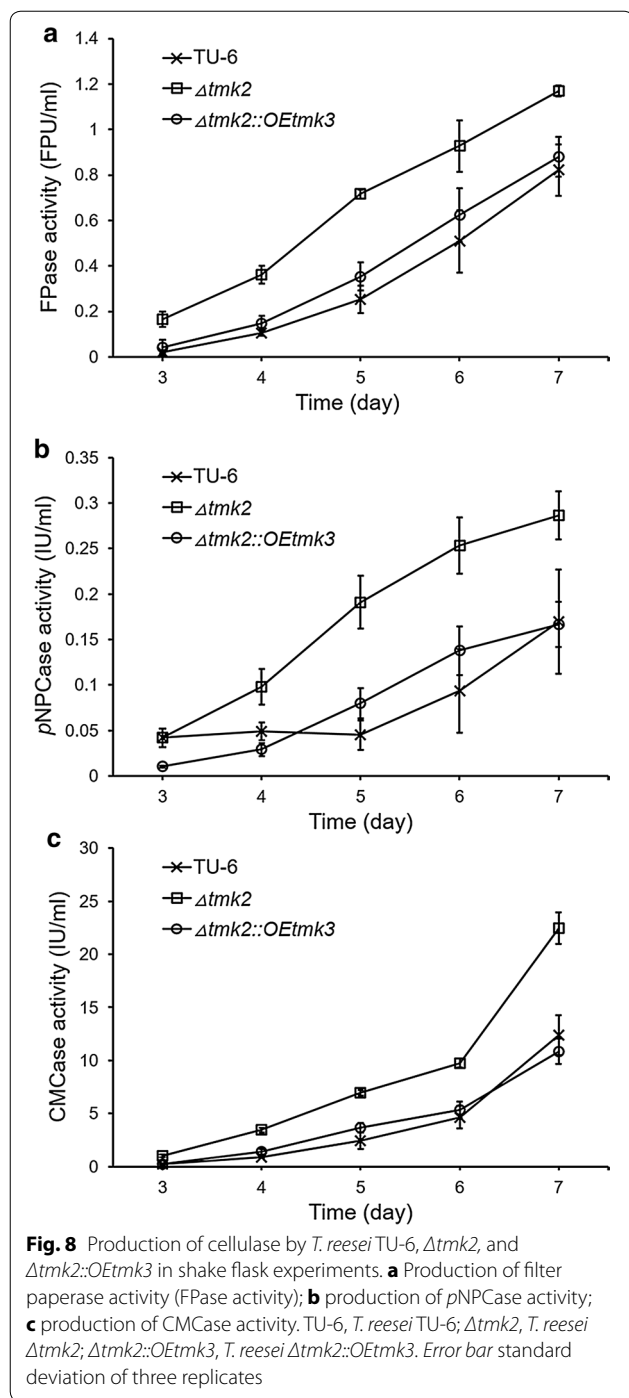 a
TU-6
Δtmk2
Δtmk2::OEtmk3
FPase activity (FPU/ml)
1.4
1.2
1
0.8
0.6
0.4
0.2
0
3 4 5 6 7
Time (day)
b
TU-6
Δtmk2
Δtmk2::OEtmk3
pNPCase activity (IU/ml)
0.35
0.3
0.25
0.2
0.15
0.1
0.05
0
3 4 5 6 7
Time (day)
c
TU-6
Δtmk2
Δtmk2::OEtmk3
CMCase activity (IU/ml)
30
25
20
15
10
5
0
3 4 5 6 7
Time (day)
Fig. 8 Production of cellulase by T. reesei TU-6, Δtmk2, and
Δtmk2::OEtmk3 in shake flask experiments. a Production of filter
paperase activity (FPase activity); b production of pNPCase activity;
c production of CMCase activity. TU-6, T. reesei TU-6; Δtmk2, T. reesei
Δtmk2; Δtmk2::OEtmk3, T. reesei Δtmk2::OEtmk3. Error bar standard
deviation of three replicates